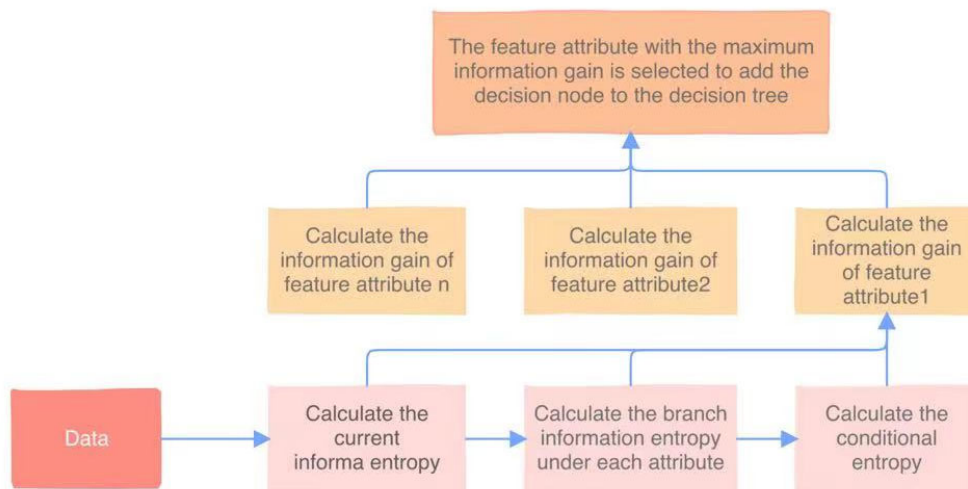 The feature attribute with the maximum
information gain is selected to add the
decision node to the decision tree
Calculate the
information gain of
feature attribute n
Calculate the
information gain of
feature attribute2
Calculate the
information gain
of feature
attribute1
Data
Calculate the
current
informa entropy
Calculate the branch
information entropy
under each attribute
Calculate the
conditional
entropy